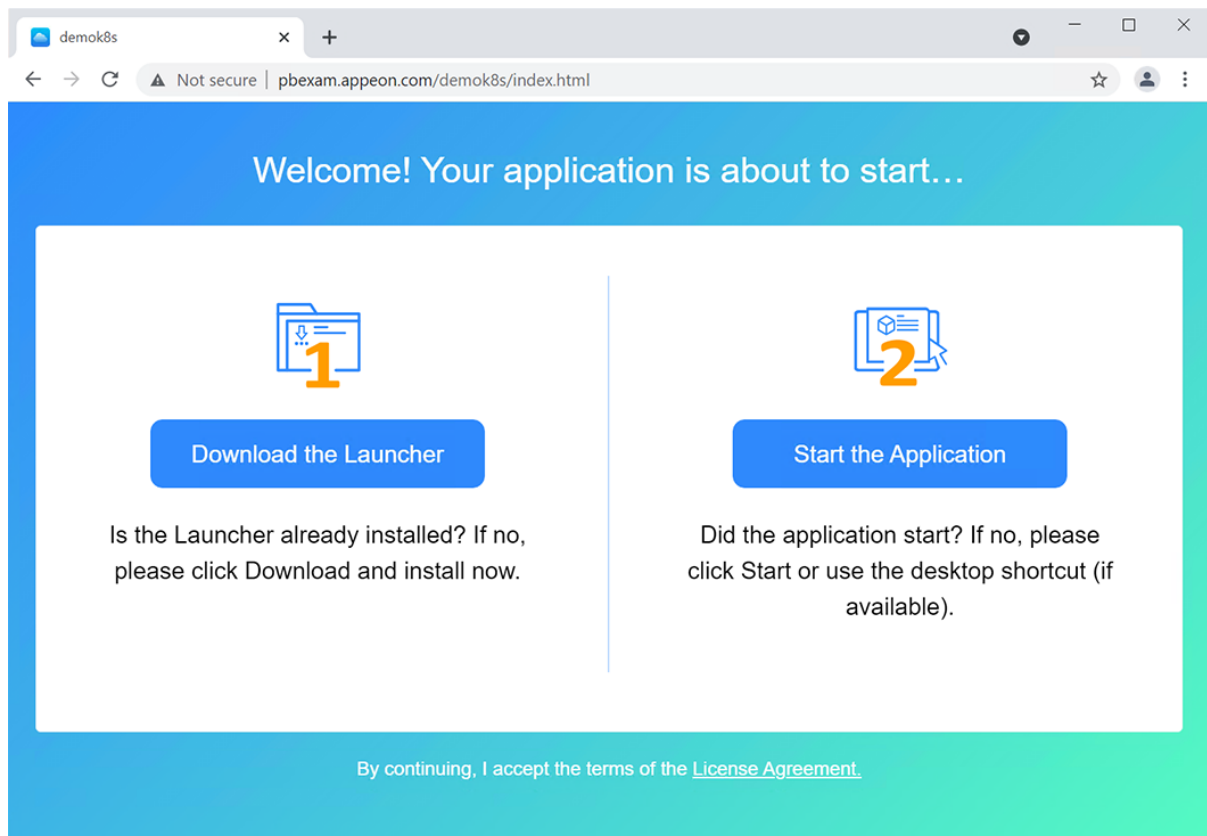 demok8s
Not secure | pbexam.appeon.com/demok8s/index.html
Welcome! Your application is about to start...
1
2
Download the Launcher
Start the Application
Is the Launcher already installed? If no,
please click Download and install now.
Did the application start? If no, please
click Start or use the desktop shortcut (if
available).
By continuing, I accept the terms of the License Agreement.